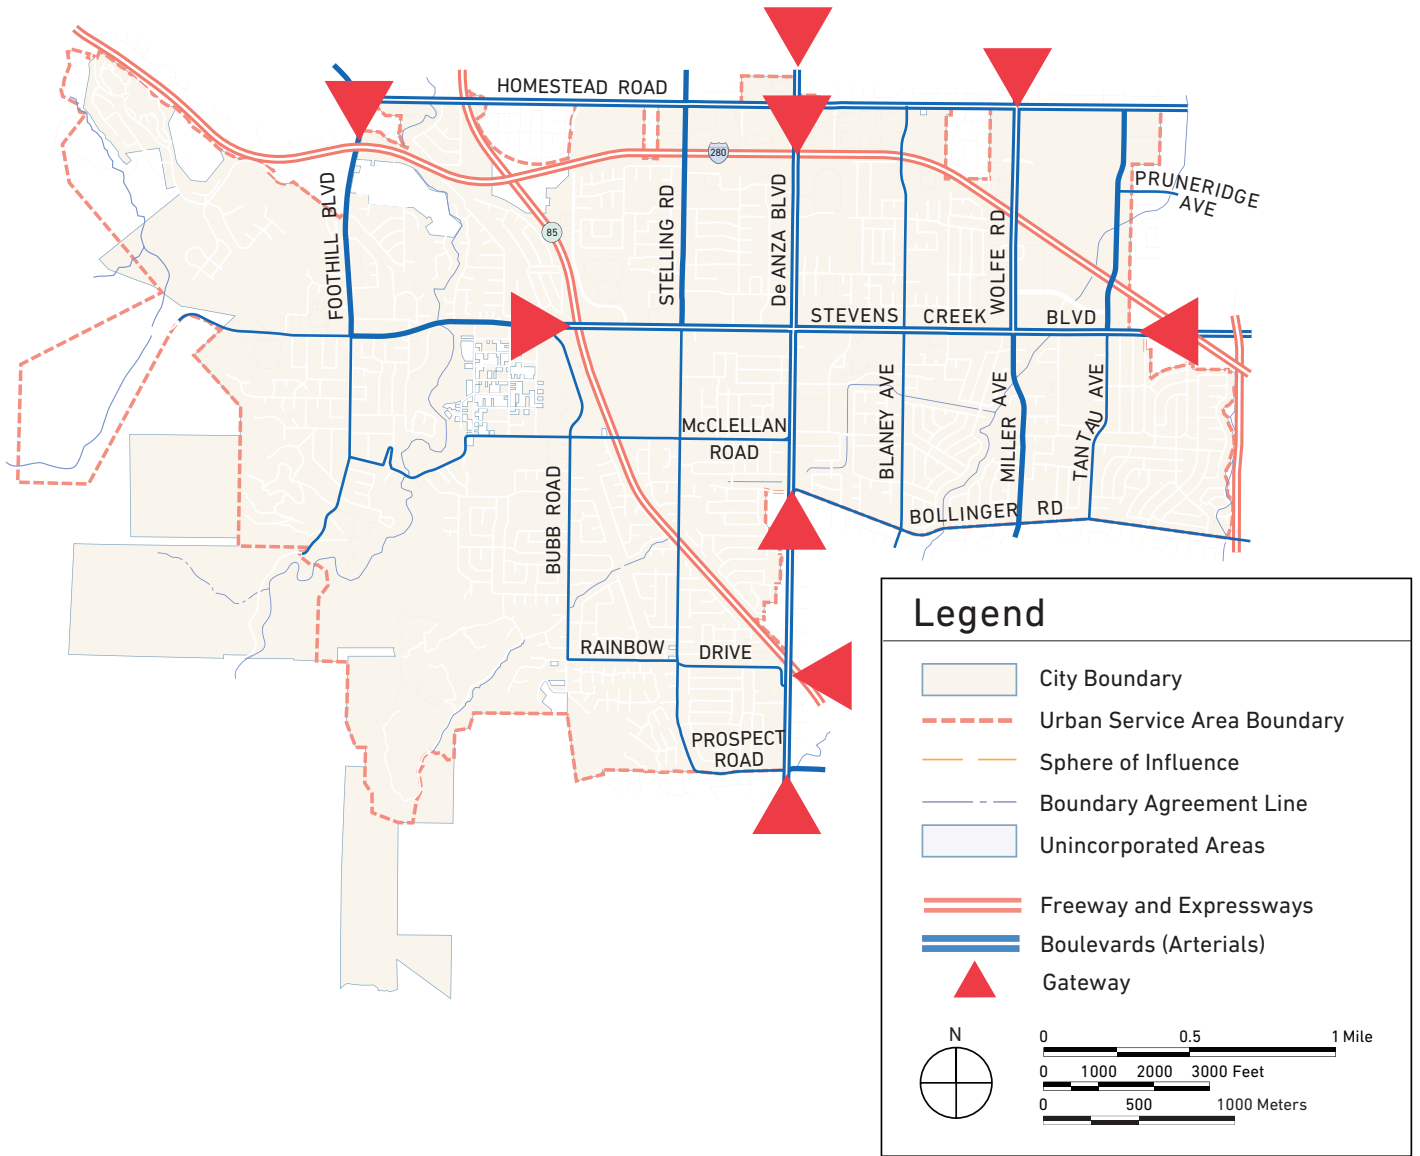 HOMESTEAD ROAD
280
85
FOOTHILL BLVD
STELLING RD
De ANZA BLVD
WOLFE RD
PRUNERIDGE
AVE
STEVENS CREEK BLVD
BLANEY AVE
MILLER AVE
TANTAU AVE
McCLELLAN
ROAD
BUBB ROAD
BOLLINGER RD
RAINBOW DRIVE
PROSPECT
ROAD
Legend
City Boundary
Urban Service Area Boundary
Sphere of Influence
Boundary Agreement Line
Unincorporated Areas
Freeway and Expressways
Boulevards (Arterials)
Gateway
N
0 0.5 1 Mile
0 1000 2000 3000 Feet
0 500 1000 Meters